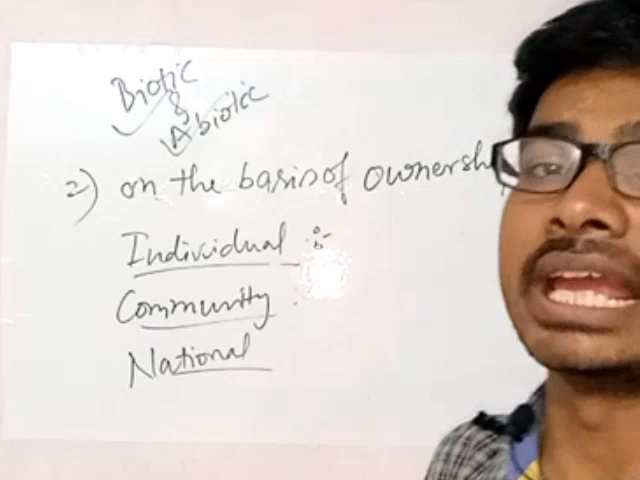 Biotic
&
Abiotic
2) on the basis of ownersh
Individual :-
Community :
National